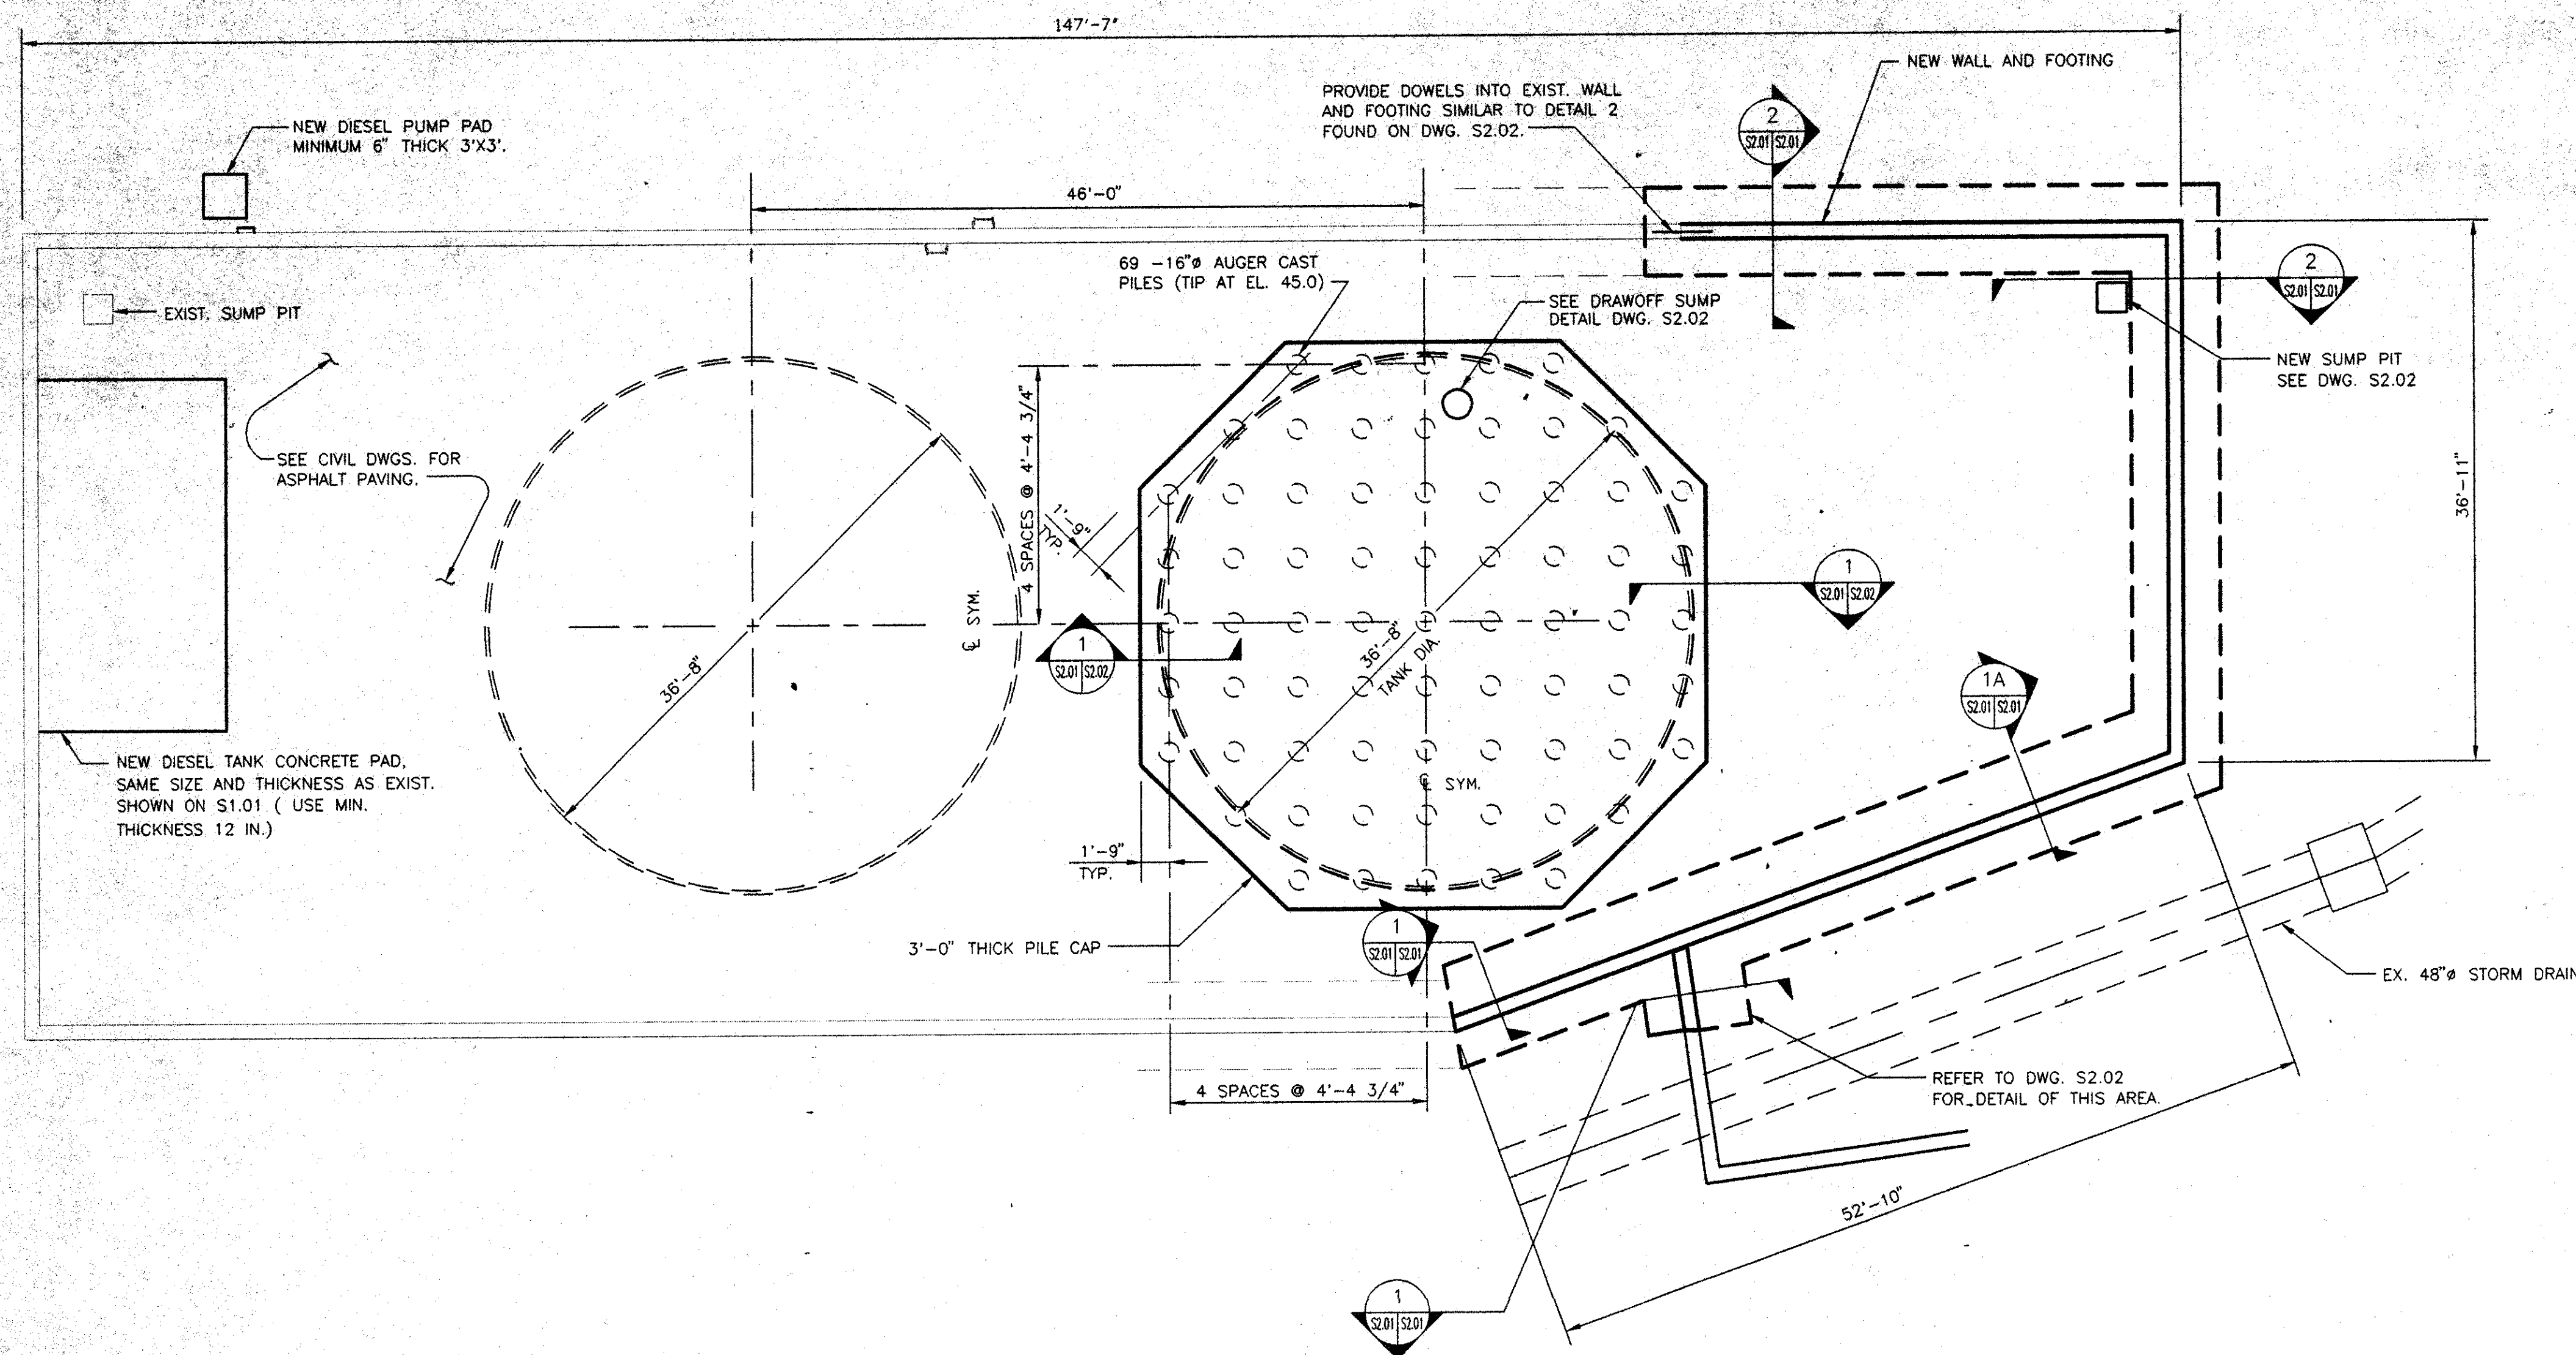 147'-7"
NEW WALL AND FOOTING
PROVIDE DOWELS INTO EXIST. WALL
AND FOOTING SIMILAR TO DETAIL 2
FOUND ON DWG. S2.02.
2
S2.01 S2.01
NEW DIESEL PUMP PAD
MINIMUM 6" THICK 3'X3'.
46'-0"
69 -16"ø AUGER CAST
PILES (TIP AT EL. 45.0)
SEE DRAWOFF SUMP
DETAIL DWG. S2.02
2
S2.01 S2.01
EXIST. SUMP PIT
NEW SUMP PIT
SEE DWG. S2.02
4 SPACES @ 4'-4 3/4"
36'-11"
SEE CIVIL DWGS. FOR
ASPHALT PAVING.
1'-9"
TYP.
℄ SYM.
1
S2.01 S2.02
1
S2.01 S2.02
36'-8"
36'-8"
TANK DIA.
1A
S2.01 S2.01
NEW DIESEL TANK CONCRETE PAD,
SAME SIZE AND THICKNESS AS EXIST.
SHOWN ON S1.01 ( USE MIN.
THICKNESS 12 IN.)
℄ SYM.
1'-9"
TYP.
3'-0" THICK PILE CAP
1
S2.01 S2.01
EX. 48"ø STORM DRAIN
4 SPACES @ 4'-4 3/4"
REFER TO DWG. S2.02
FOR DETAIL OF THIS AREA.
52'-10"
1
S2.01 S2.01